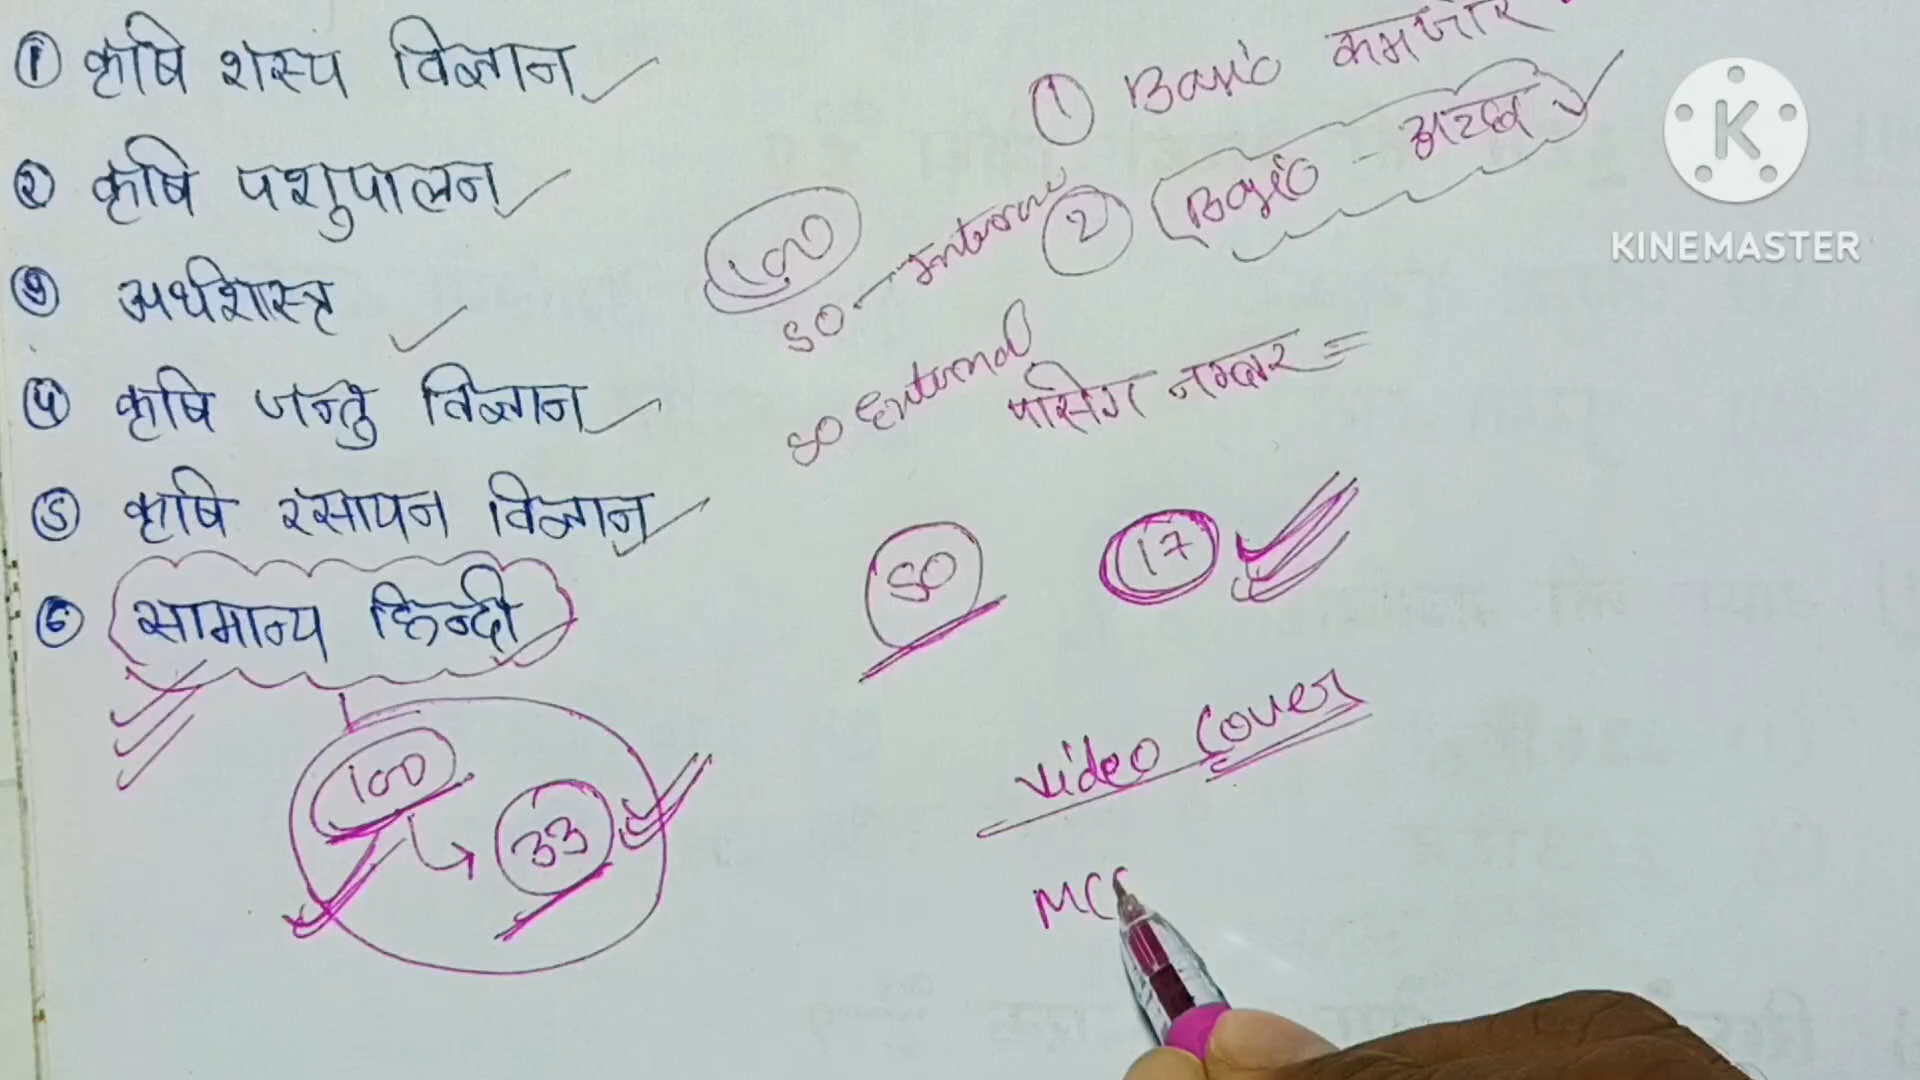 ① कृषि शस्य विज्ञान
② कृषि पशुपालन
③ अर्थशास्त्र
④ कृषि जन्तु विज्ञान
⑤ कृषि रसायन विज्ञान
⑥ सामान्य हिन्दी
100
33
① Basic कमजोर
② Basic - अच्छा
100
50 - Internal
50 External
पासिंग नम्बर =
50 17
Video Cover
MC
K
KINEMASTER